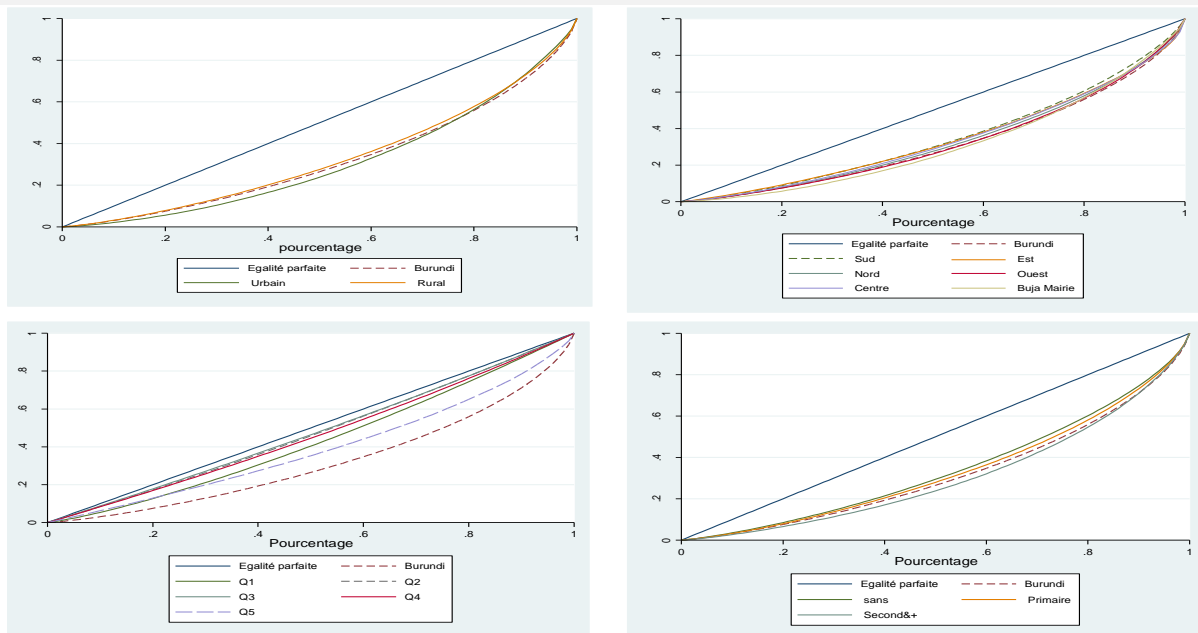 1
.8
.6
.4
.2
0
0 .2 .4 .6 .8 1
pourcentage
Egalité parfaite Burundi
Urbain Rural
1
.8
.6
.4
.2
0
0 .2 .4 .6 .8 1
Pourcentage
Egalité parfaite Burundi
Sud Est
Nord Ouest
Centre Buja Mairie
1
.8
.6
.4
.2
0
0 .2 .4 .6 .8 1
Pourcentage
Egalité parfaite Burundi
Q1 Q2
Q3 Q4
Q5
1
.8
.6
.4
.2
0
0 .2 .4 .6 .8 1
Pourcentage
Egalité parfaite Burundi
sans Primaire
Second&+